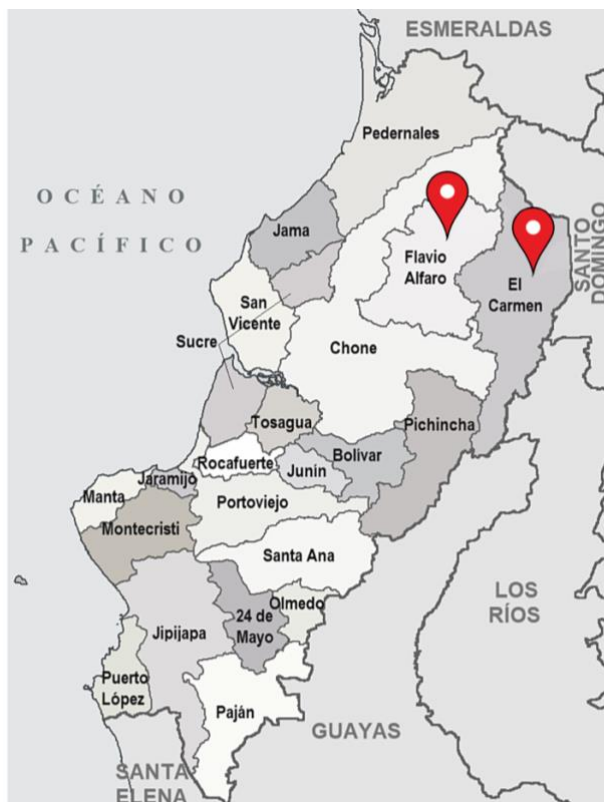 ESMERALDAS
Pedernales
OCÉANO
PACÍFICO
Jama
Flavio
Alfaro
El
Carmen
SANTO
DOMINGO
San
Vicente
Sucre
Chone
Tosagua
Pichincha
Rocafuerte
Junín
Bolivar
Jaramijó
Manta
Portoviejo
Montecristi
Santa Ana
Olmedo
24 de
Mayo
Jipijapa
LOS
RÍOS
Puerto
López
Paján
GUAYAS
SANTA
ELENA